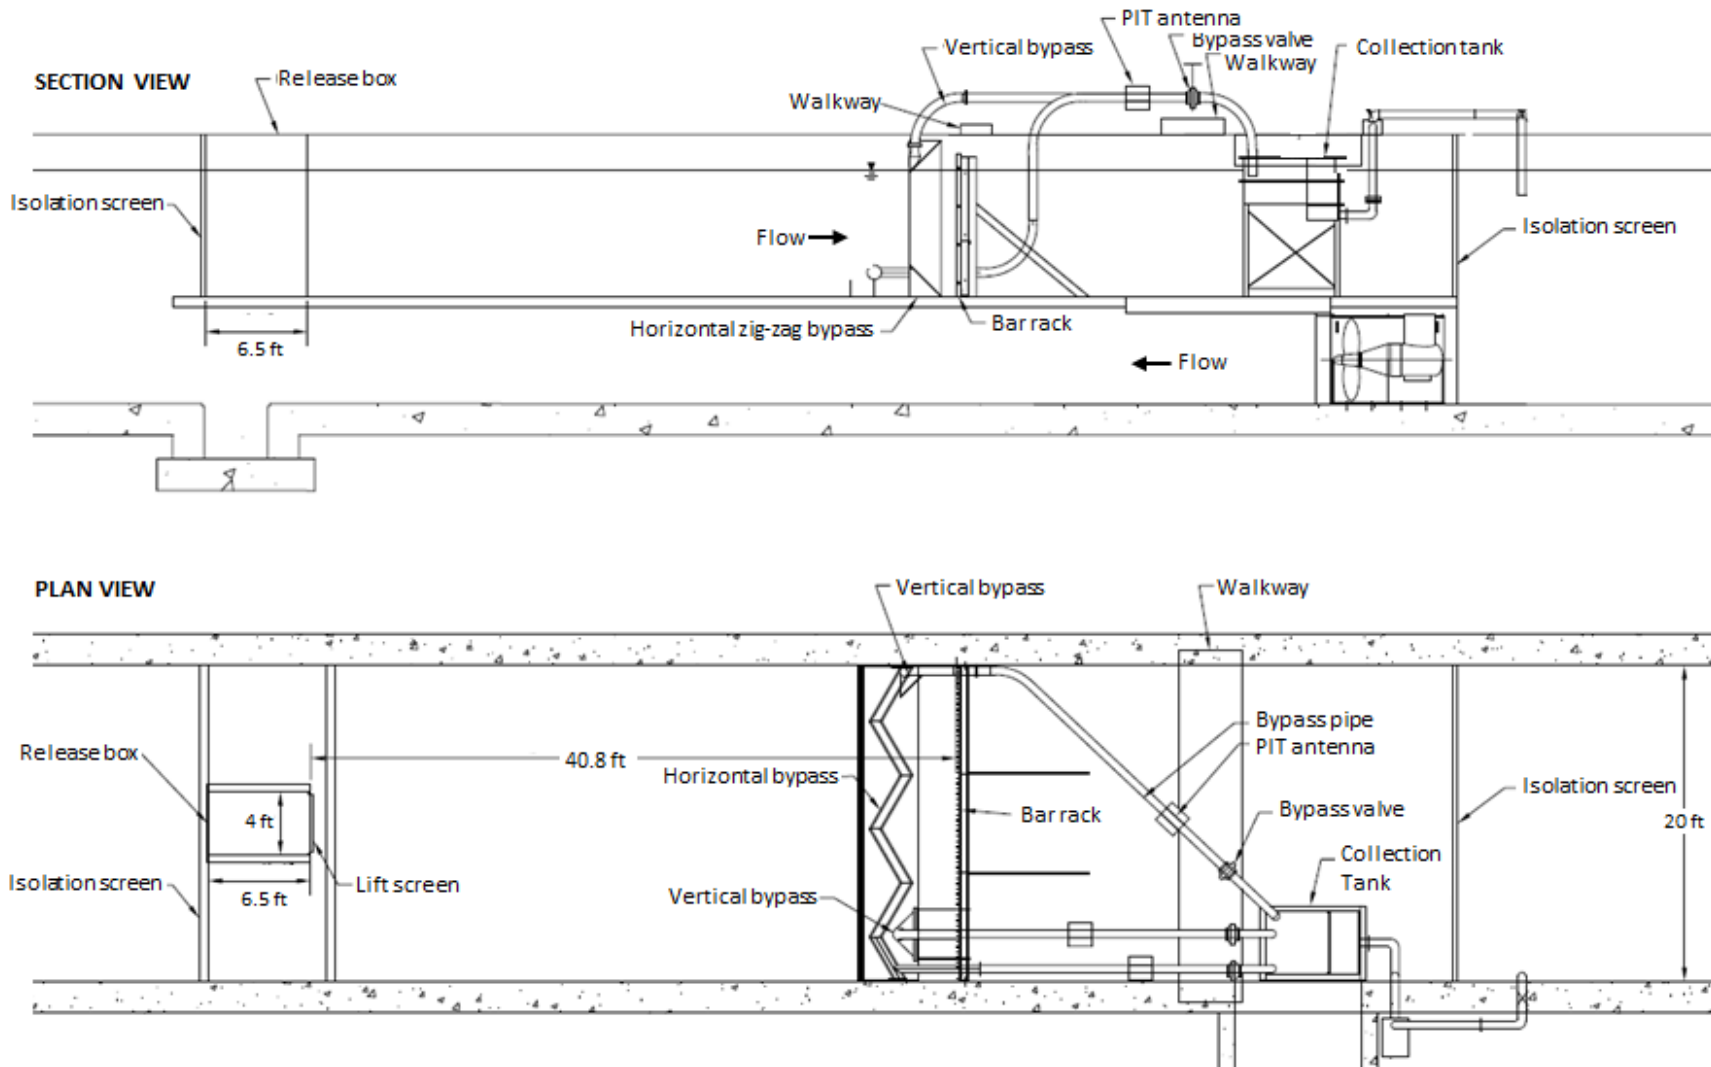 PIT antenna
Vertical bypass
Bypass valve
Walkway
Collection tank
SECTION VIEW
Release box
Walkway
Isolation screen
Flow
Isolation screen
Horizontal zig-zag bypass
Bar rack
6.5 ft
Flow
PLAN VIEW
Vertical bypass
Walkway
Release box
40.8 ft
Bypass pipe
PIT antenna
Horizontal bypass
Isolation screen
4 ft
Bar rack
Bypass valve
20 ft
Isolation screen
Lift screen
Collection
Tank
6.5 ft
Vertical bypass